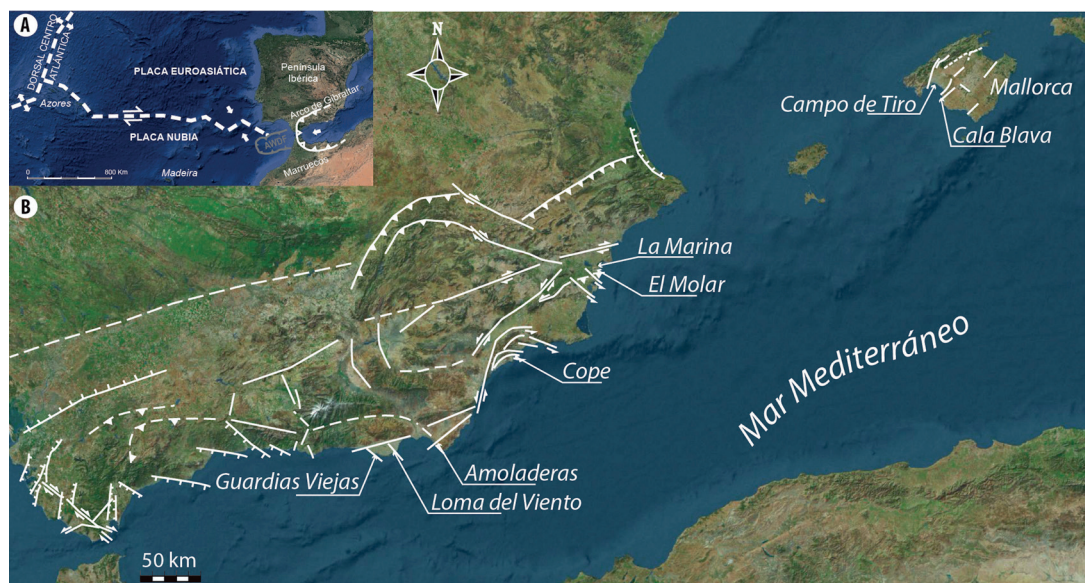 A
DORSAL CENTRO
ATLÁNTICA
PLACA EUROASIÁTICA
Península
Ibérica
Azores
Arco de Gibraltar
PLACA NUBIA
AWGF
Marruecos
Madeira
0
800 Km
N
B
Campo de Tiro
Mallorca
Cala Blava
La Marina
El Molar
Mar Mediterráneo
Cope
Guardias Viejas
Amoladeras
Loma del Viento
50 km